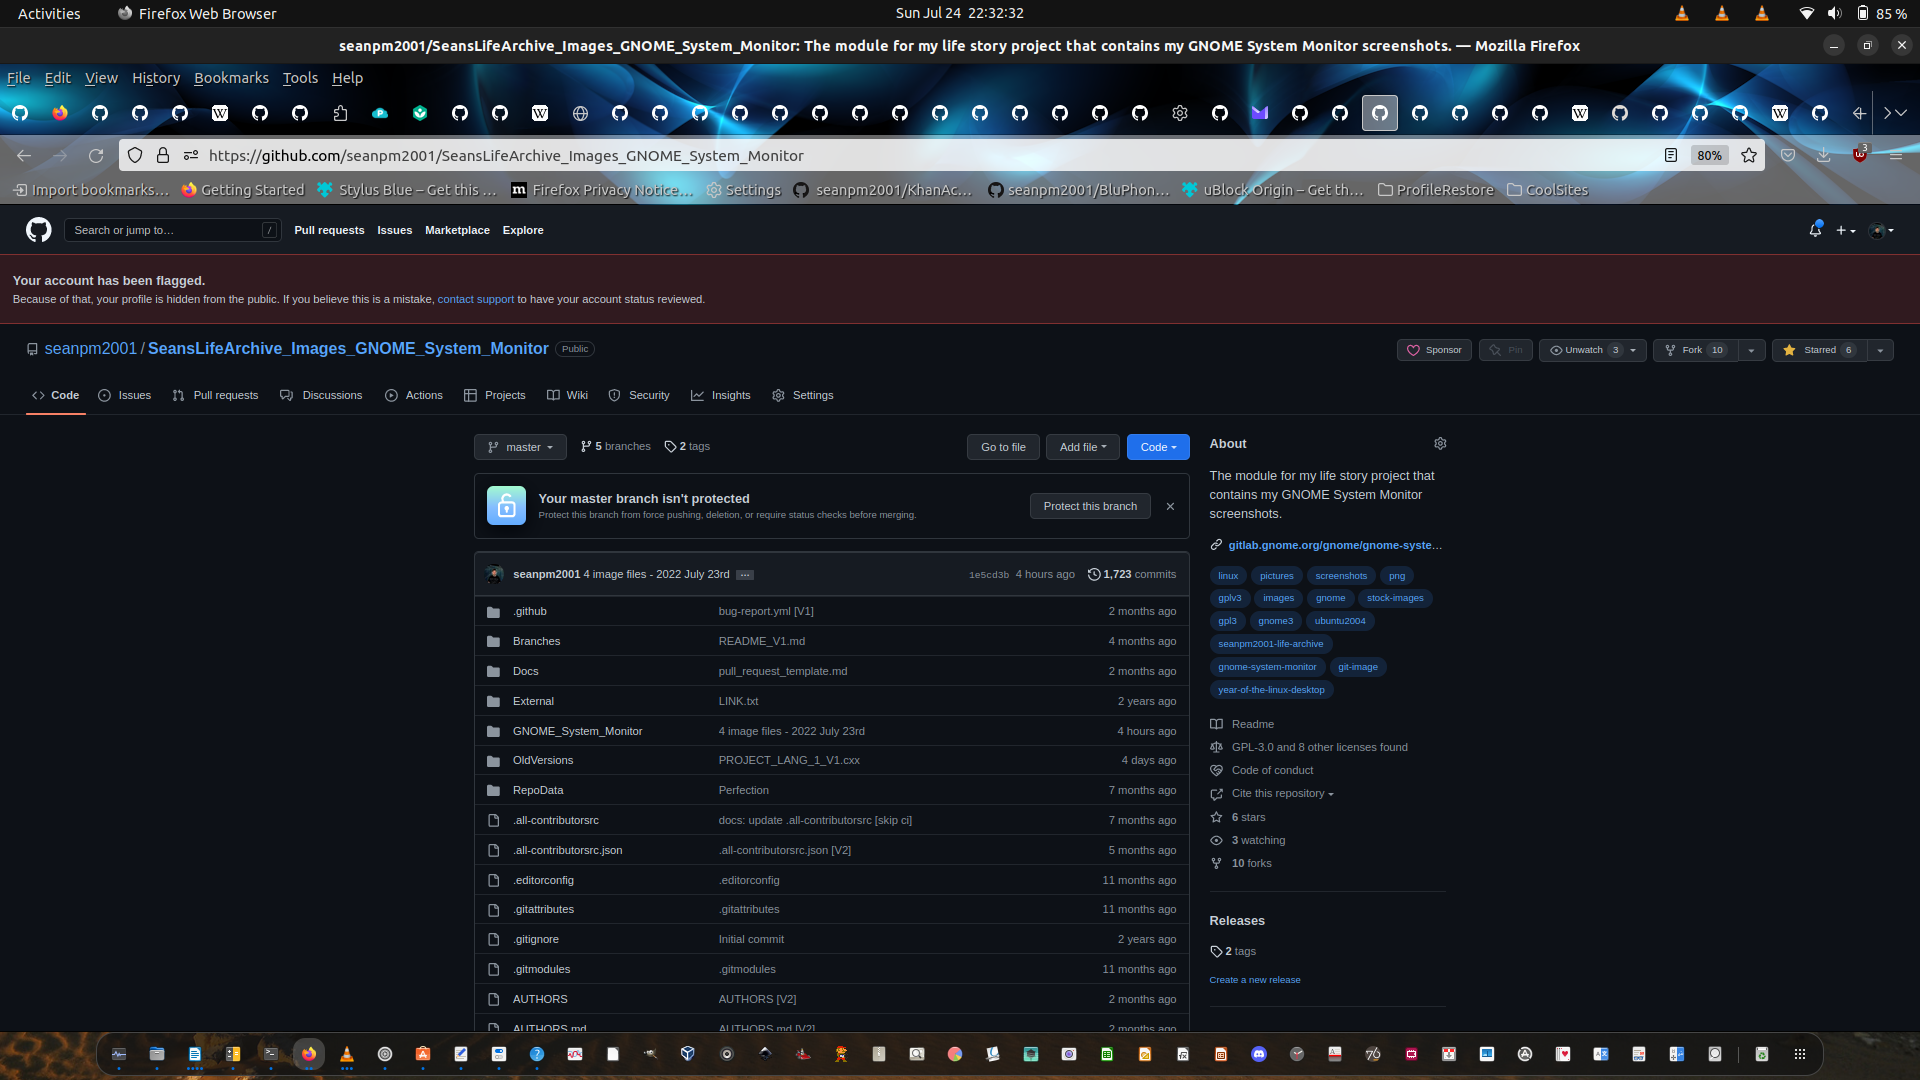 Activities
Firefox Web Browser
Sun Jul 24 22:32:32
85 %
seanpm2001/SeansLifeArchive_Images_GNOME_System_Monitor: The module for my life story project that contains my GNOME System Monitor screenshots. — Mozilla Firefox
File Edit View History Bookmarks Tools Help
https://github.com/seanpm2001/SeansLifeArchive_Images_GNOME_System_Monitor
80%
3
Import bookmarks…
Getting Started
Stylus Blue – Get this …
Firefox Privacy Notice…
Settings
seanpm2001/KhanAc…
seanpm2001/BluPhon…
uBlock Origin – Get th…
ProfileRestore
CoolSites
Search or jump to…
/
Pull requests
Issues
Marketplace
Explore
Your account has been flagged.
Because of that, your profile is hidden from the public. If you believe this is a mistake, contact support to have your account status reviewed.
seanpm2001 / SeansLifeArchive_Images_GNOME_System_Monitor Public
Sponsor
Pin
Unwatch 3
Fork 10
Starred 6
Code
Issues
Pull requests
Discussions
Actions
Projects
Wiki
Security
Insights
Settings
master
5 branches
2 tags
Go to file
Add file
Code
Your master branch isn't protected
Protect this branch from force pushing, deletion, or require status checks before merging.
Protect this branch
seanpm2001 4 image files - 2022 July 23rd …
1e5cd3b 4 hours ago
1,723 commits
.github bug-report.yml [V1] 2 months ago
Branches README_V1.md 4 months ago
Docs pull_request_template.md 2 months ago
External LINK.txt 2 years ago
GNOME_System_Monitor 4 image files - 2022 July 23rd 4 hours ago
OldVersions PROJECT_LANG_1_V1.cxx 4 days ago
RepoData Perfection 7 months ago
.all-contributorsrc docs: update .all-contributorsrc [skip ci] 7 months ago
.all-contributorsrc.json .all-contributorsrc.json [V2] 5 months ago
.editorconfig .editorconfig 11 months ago
.gitattributes .gitattributes 11 months ago
.gitignore Initial commit 2 years ago
.gitmodules .gitmodules 11 months ago
AUTHORS AUTHORS [V2] 2 months ago
AUTHORS.md AUTHORS.md [V2] 2 months ago
About
The module for my life story project that
contains my GNOME System Monitor
screenshots.
gitlab.gnome.org/gnome/gnome-syste…
linux pictures screenshots png
gplv3 images gnome stock-images
gpl3 gnome3 ubuntu2004
seanpm2001-life-archive
gnome-system-monitor git-image
year-of-the-linux-desktop
Readme
GPL-3.0 and 8 other licenses found
Code of conduct
Cite this repository
6 stars
3 watching
10 forks
Releases
2 tags
Create a new release